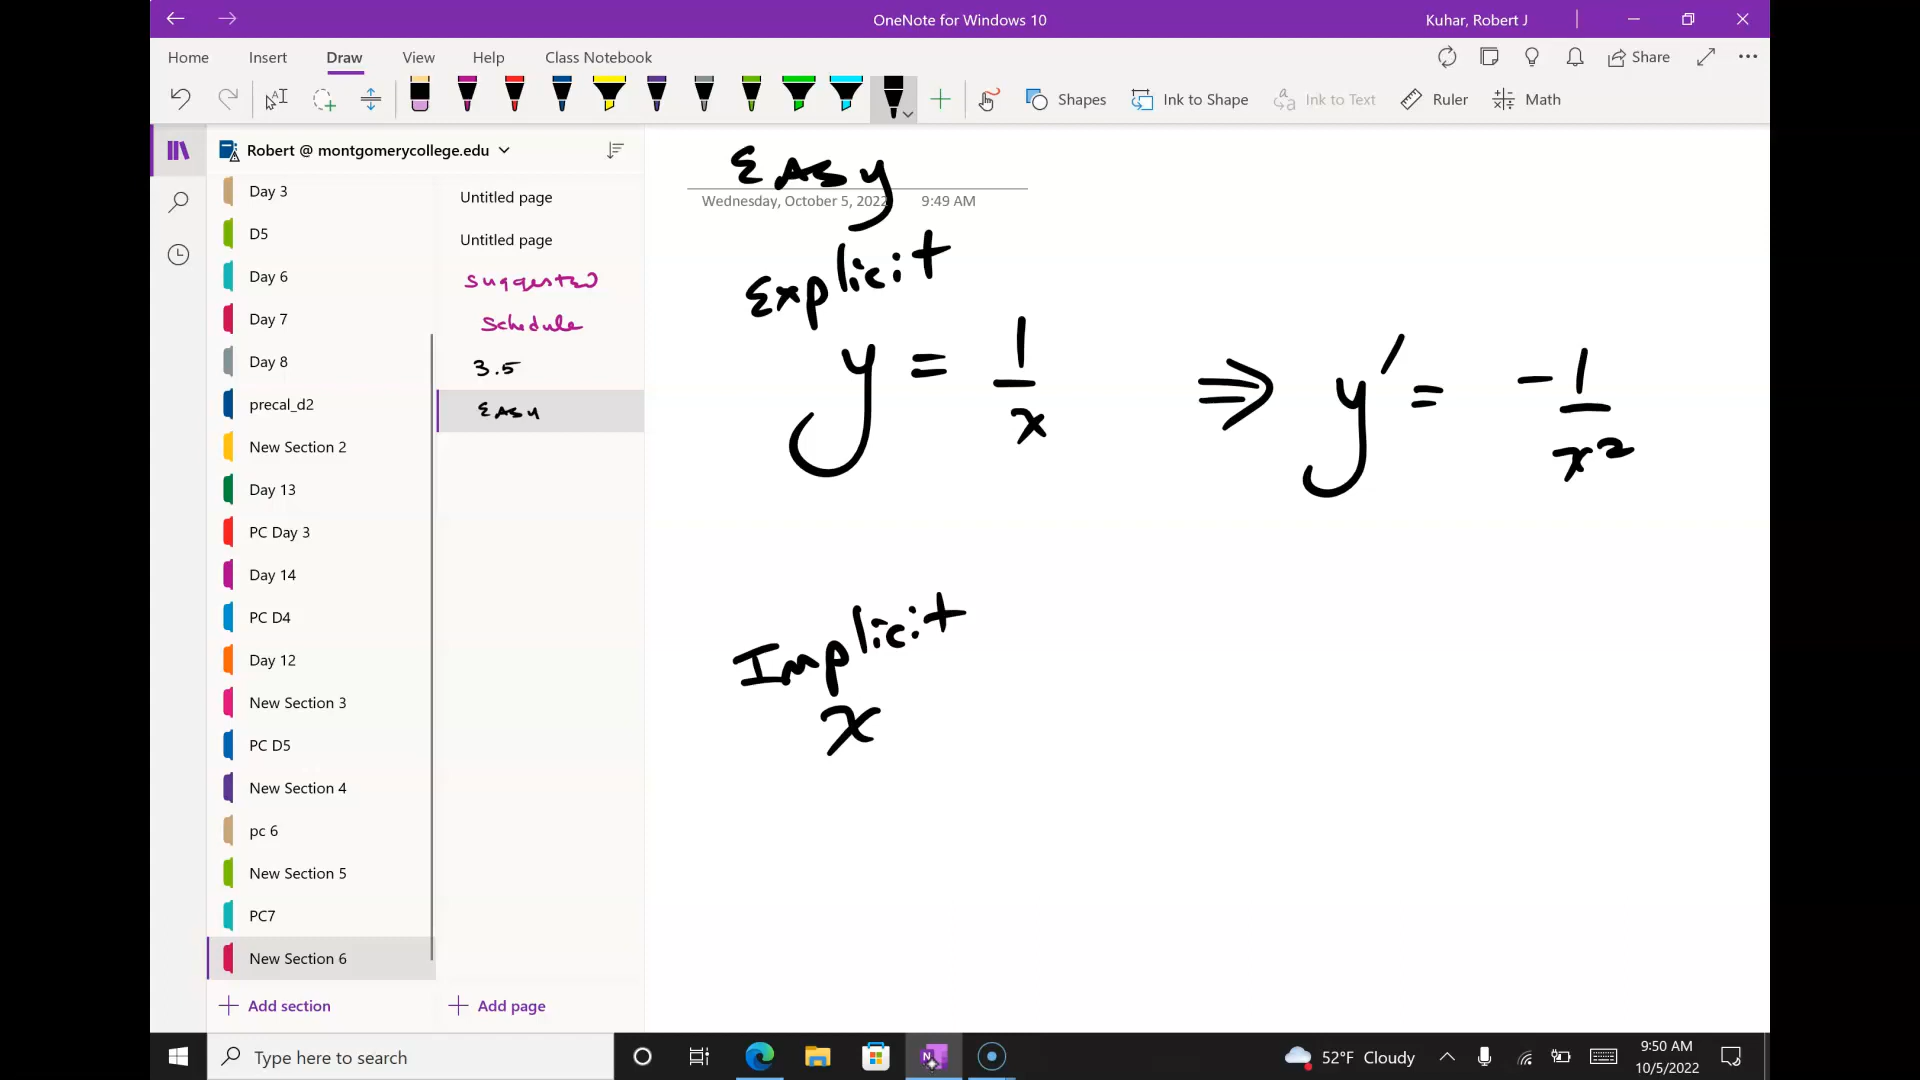 OneNote for Windows 10
Kuhar, Robert J
Home Insert Draw View Help Class Notebook
Share
Shapes Ink to Shape Ink to Text Ruler Math
Robert @ montgomerycollege.edu
Day 3
D5
Day 6
Day 7
Day 8
precal_d2
New Section 2
Day 13
PC Day 3
Day 14
PC D4
Day 12
New Section 3
PC D5
New Section 4
pc 6
New Section 5
PC7
New Section 6
Add section
Untitled page
Untitled page
Suggested
Schedule
3.5
EASy
Add page
EASy
Wednesday, October 5, 2022 9:49 AM
Explicit
y = 1/x ⇒ y' = -1/x²
Implicit
x
Type here to search
52°F Cloudy
9:50 AM
10/5/2022